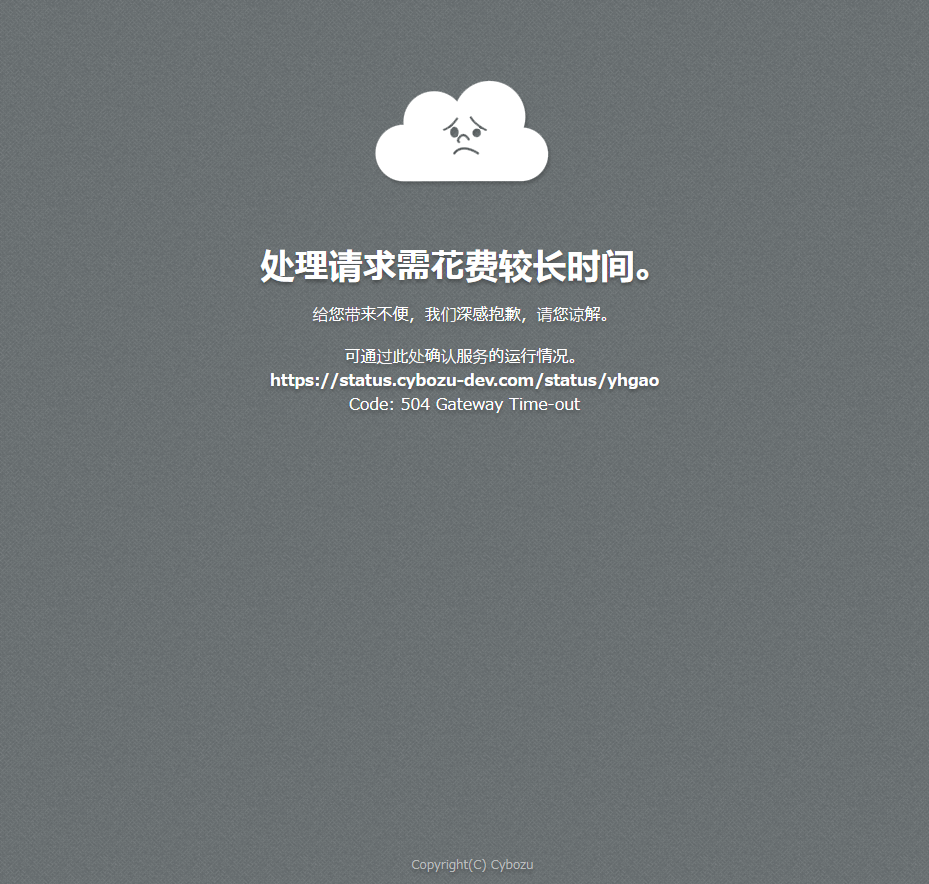 处理请求需花费较长时间。
给您带来不便，我们深感抱歉，请您谅解。
可通过此处确认服务的运行情况。
https://status.cybozu-dev.com/status/yhgao
Code: 504 Gateway Time-out
Copyright(C) Cybozu